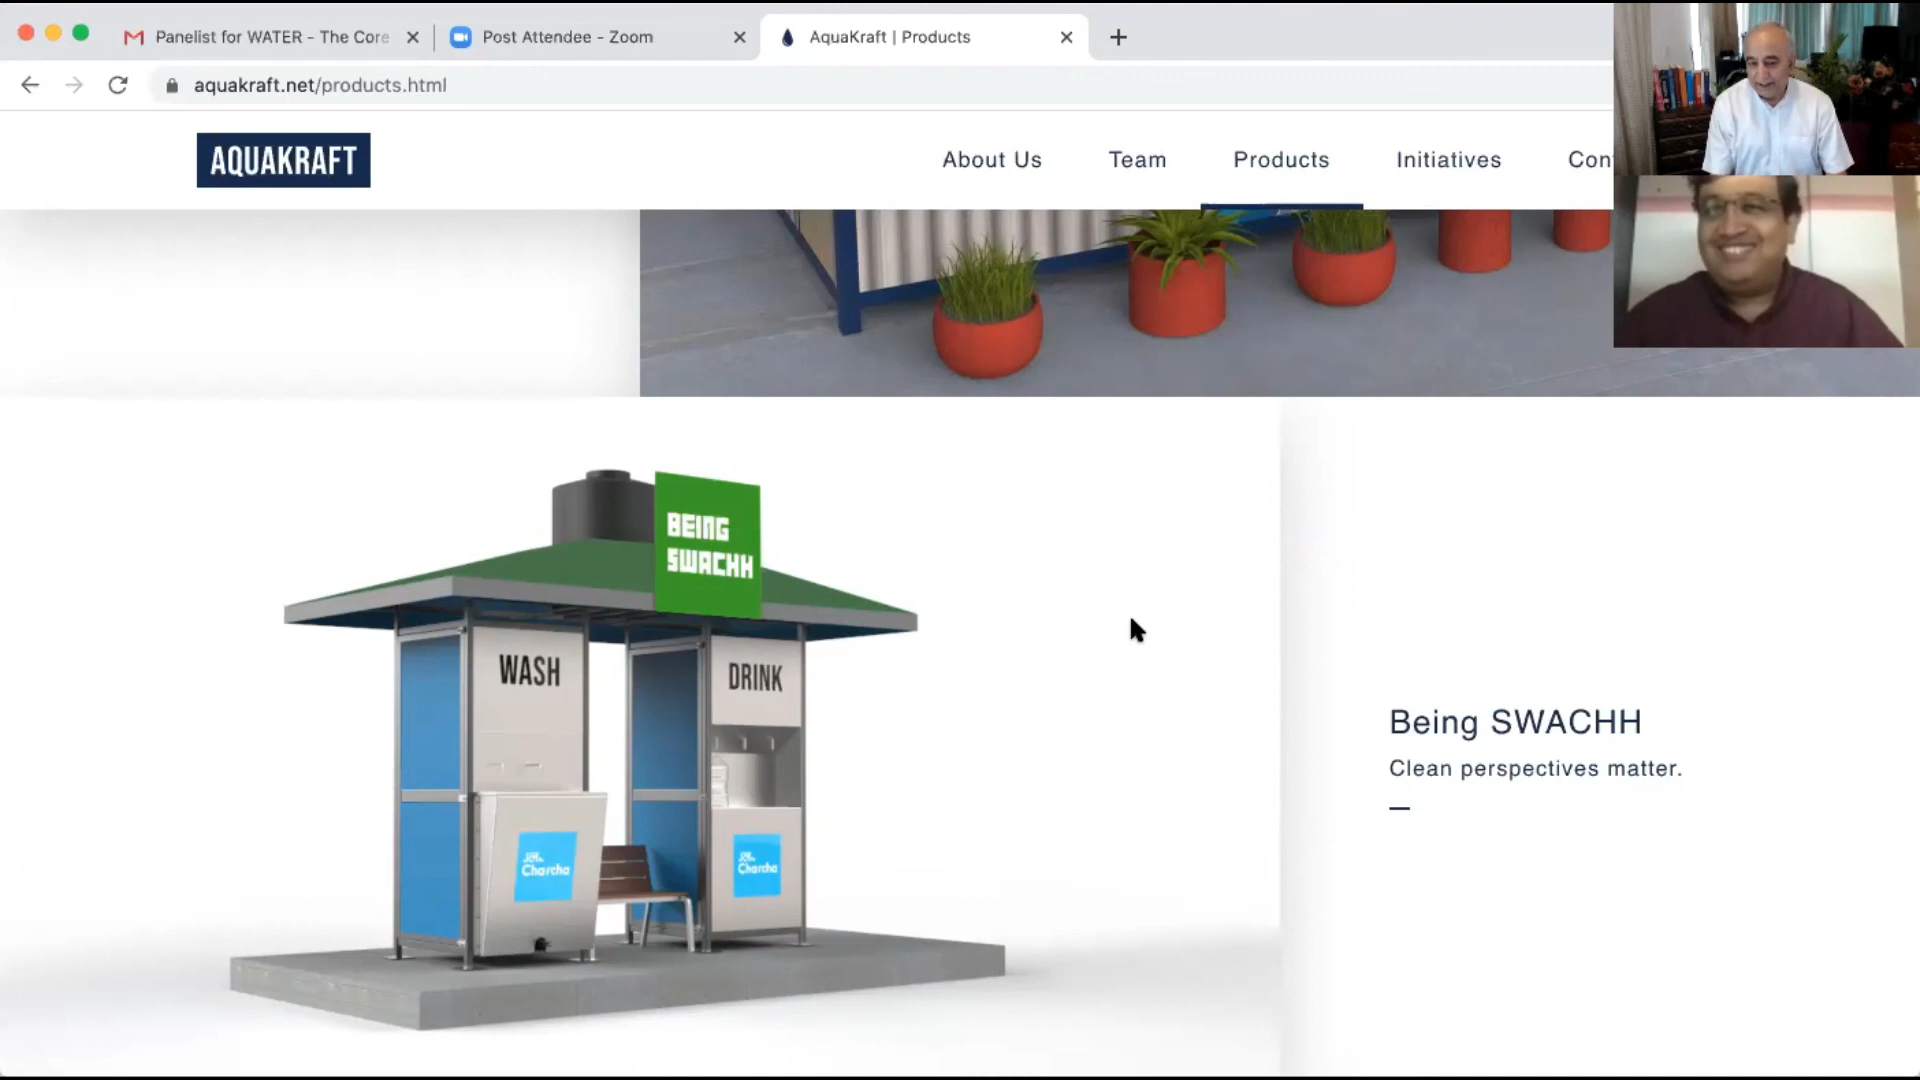 Panelist for WATER - The Core
Post Attendee - Zoom
AquaKraft | Products
aquakraft.net/products.html
AQUAKRAFT
About Us
Team
Products
Initiatives
Con
BEING
SWACHH
WASH
DRINK
Charcha
Charcha
Being SWACHH
Clean perspectives matter.